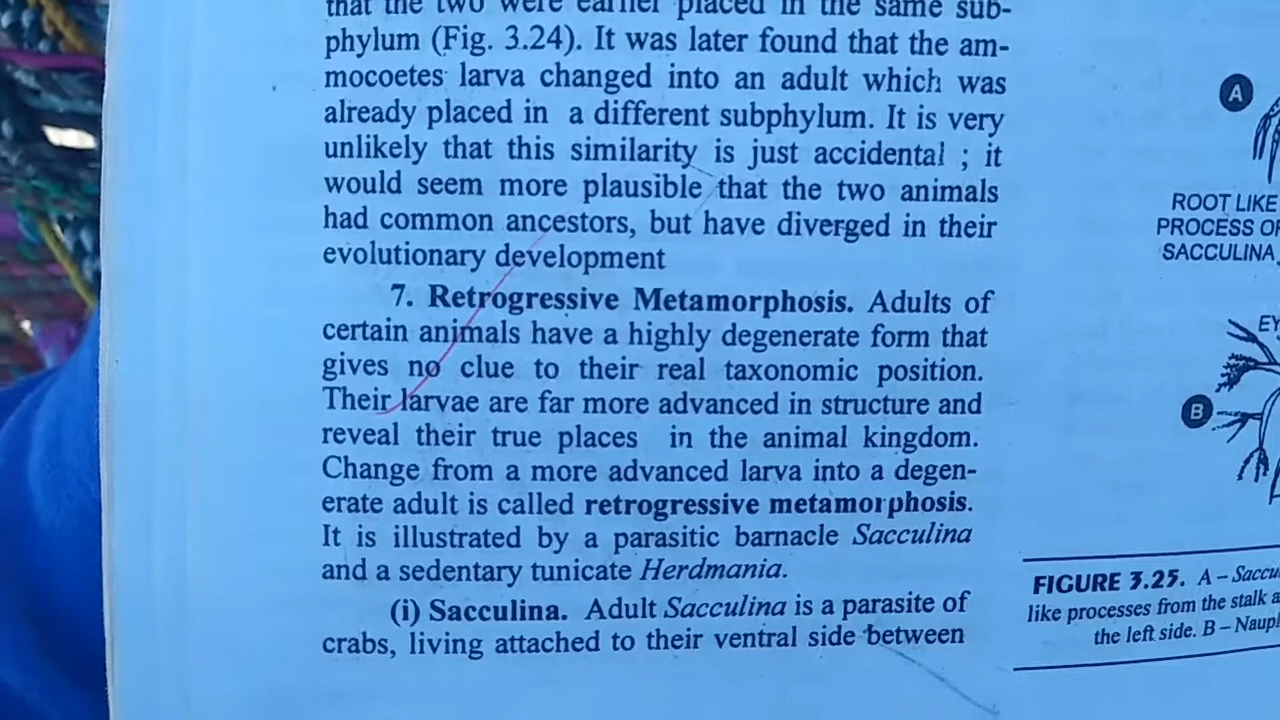 that the two were earlier placed in the same sub-
phylum (Fig. 3.24). It was later found that the am-
mocoetes larva changed into an adult which was
already placed in a different subphylum. It is very
unlikely that this similarity is just accidental ; it
would seem more plausible that the two animals
had common ancestors, but have diverged in their
evolutionary development
7. Retrogressive Metamorphosis. Adults of
certain animals have a highly degenerate form that
gives no clue to their real taxonomic position.
Their larvae are far more advanced in structure and
reveal their true places in the animal kingdom.
Change from a more advanced larva into a degen-
erate adult is called retrogressive metamorphosis.
It is illustrated by a parasitic barnacle Sacculina
and a sedentary tunicate Herdmania.
(i) Sacculina. Adult Sacculina is a parasite of
crabs, living attached to their ventral side between
A
ROOT LIKE
PROCESS
SACCULINA
B
FIGURE 3.25. A –
like processes from the stalk
the left side. B –